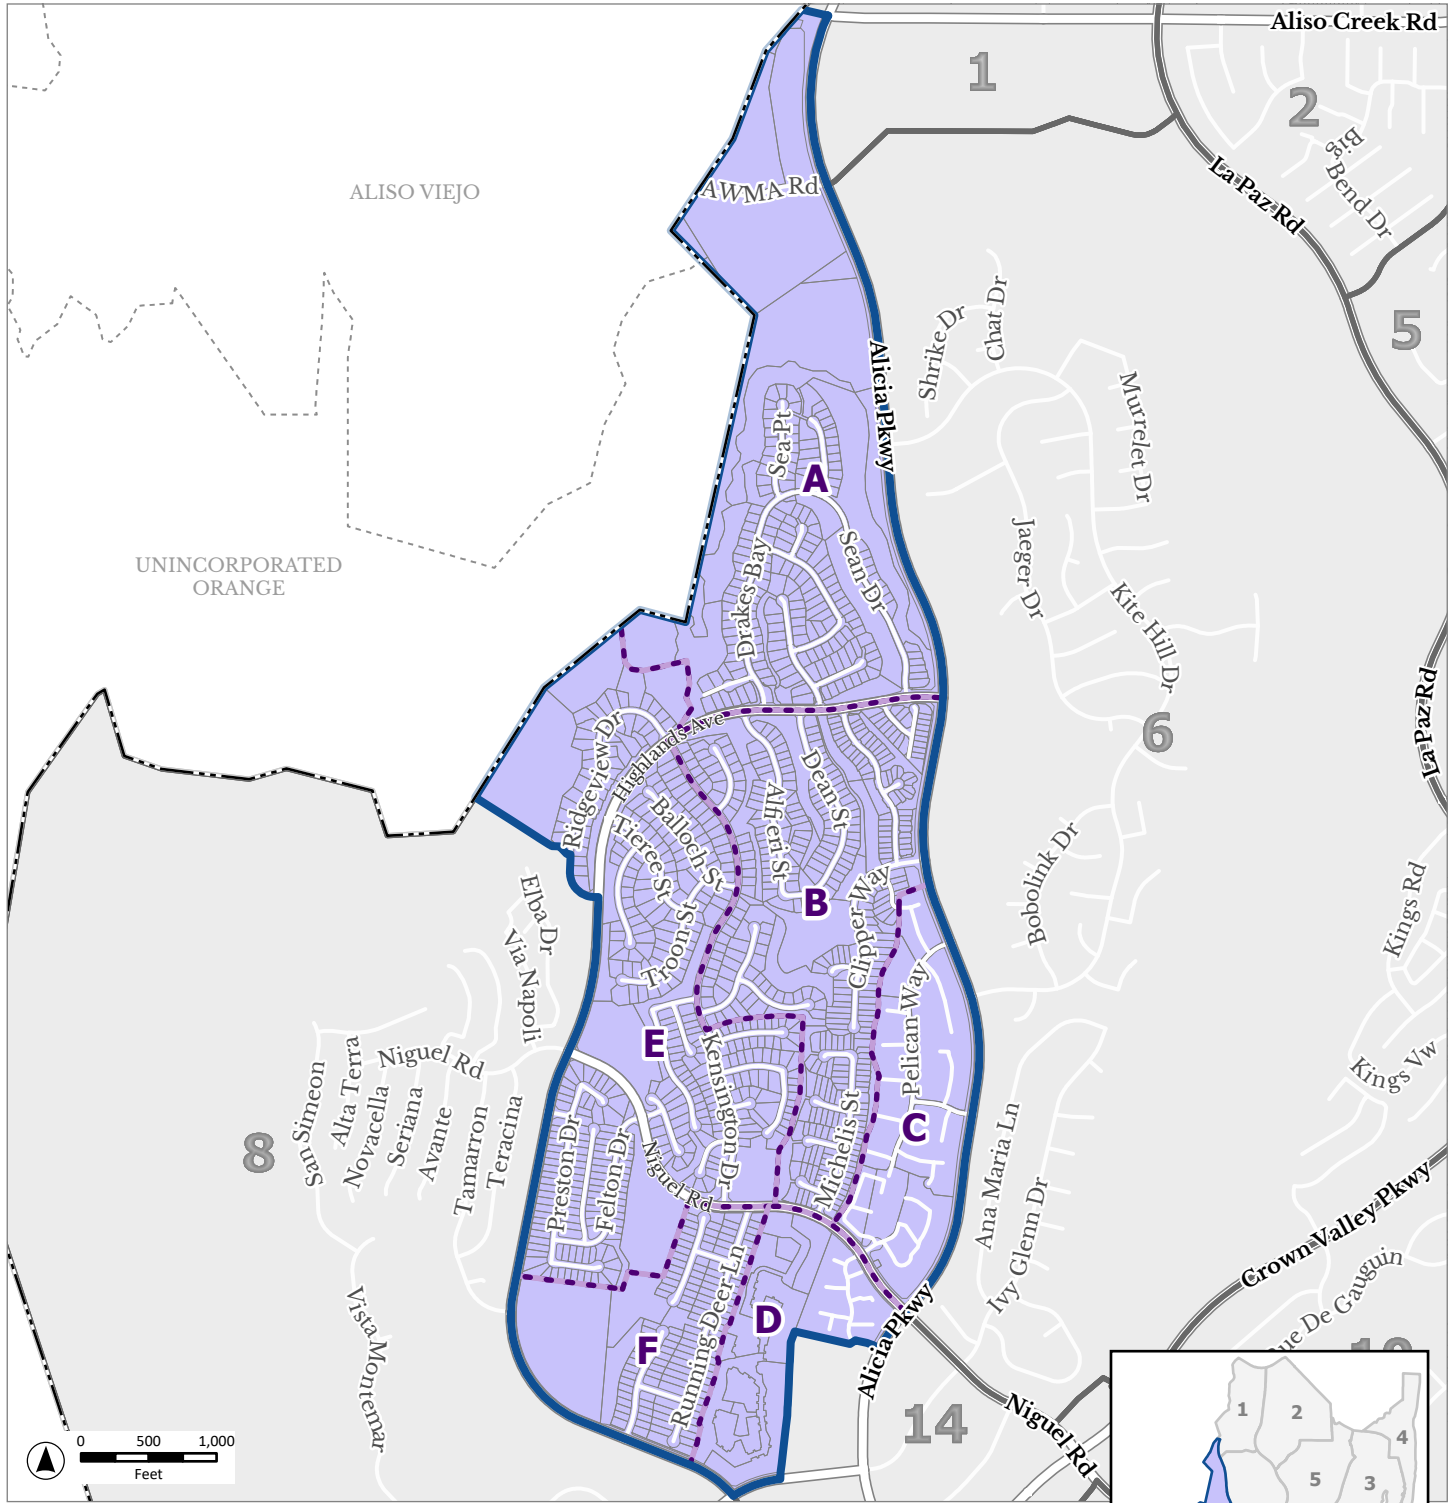 Aliso Creek Rd
1
2
Big
Bend Dr
La Paz Rd
ALISO VIEJO
AWMA Rd
5
Alicia Pkwy
Shrike Dr
Chat Dr
Murrelet Dr
Sea Pt
A
Jaeger Dr
Drakes Bay
Sean Dr
UNINCORPORATED
ORANGE
Kite Hill Dr
La Paz Rd
6
Ridgeview Dr
Highlands Ave
Dean St
Alfieri St
Balloch St
Tieree St
Bobolink Dr
B
Clipper Way
Kings Rd
Elba Dr
Via Napoli
Troon St
Pelican Way
E
Kensington Dr
Kings Vw
Niguel Rd
San Simeon
Alta Terra
Novacella
Seriana
Avante
Tamarron
Teracina
8
C
Michelis St
Ana Maria Ln
Preston Dr
Felton Dr
Niguel Rd
Ivy Glenn Dr
Crown Valley Pkwy
Running Deer Ln
D
F
Alicia Pkwy
Vista Montemar
14
Niguel Rd
0 500 1,000
Feet
1
2
4
5
3